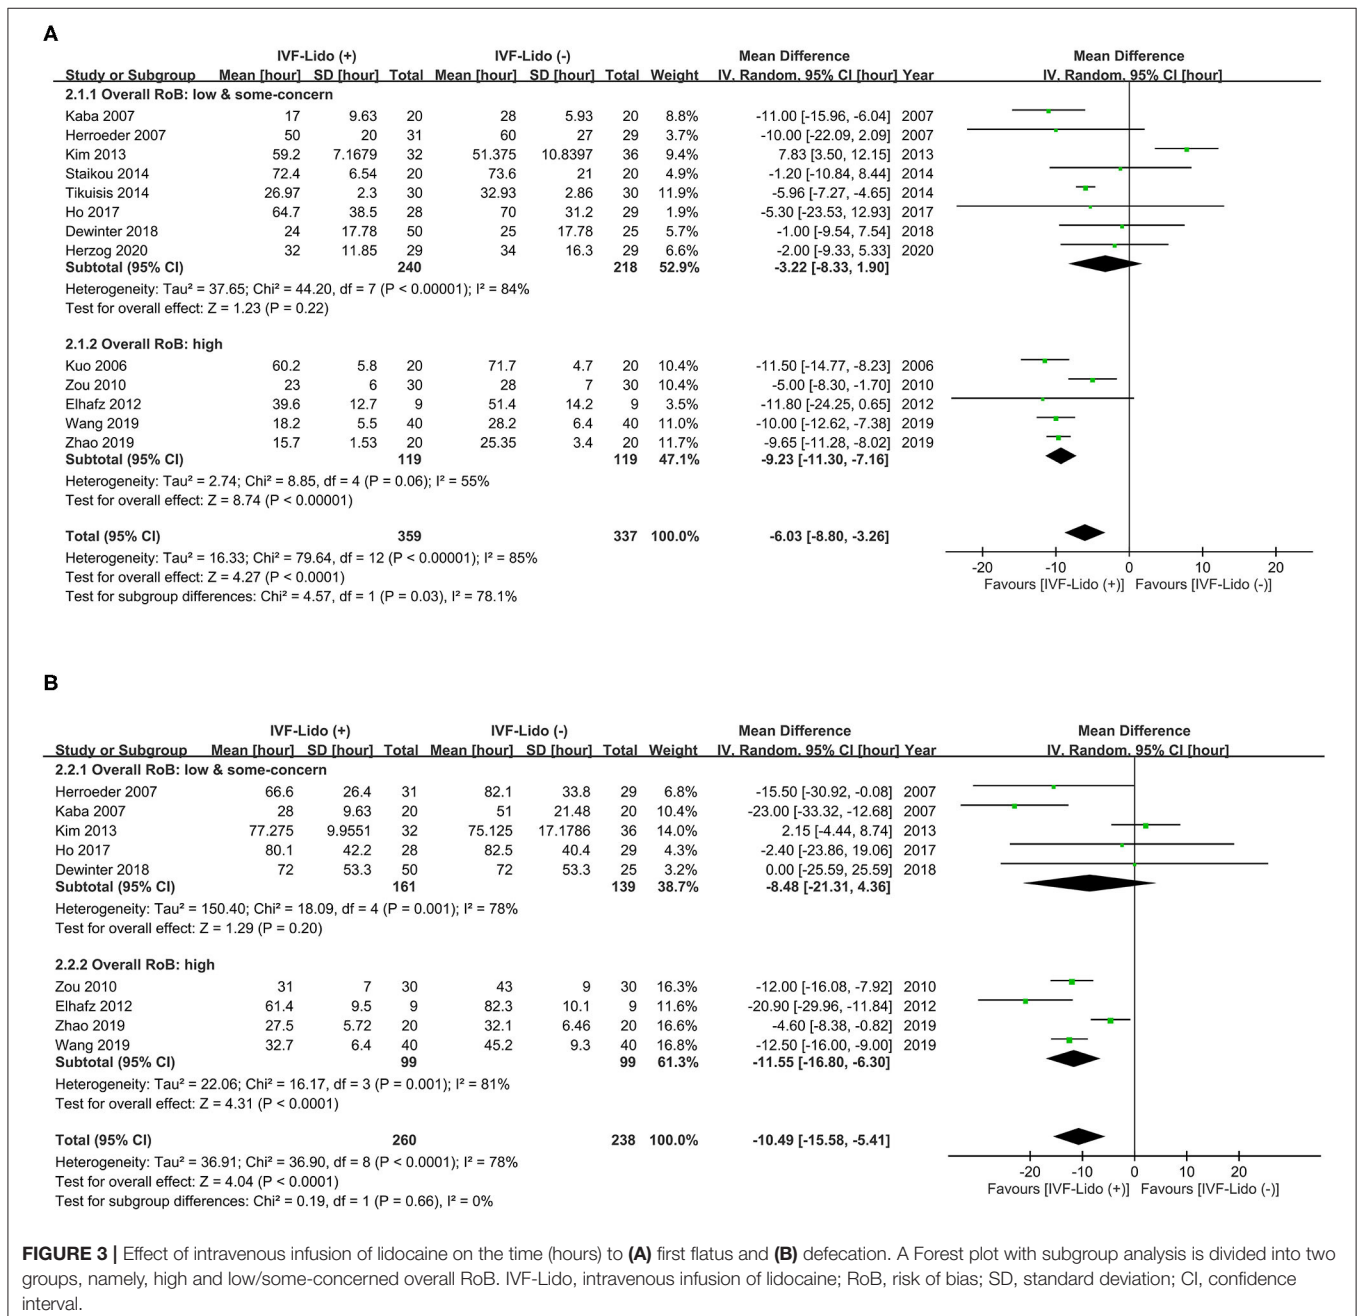 A
IVF-Lido (+) IVF-Lido (-) Mean Difference Mean Difference
Study or Subgroup Mean [hour] SD [hour] Total Mean [hour] SD [hour] Total Weight IV. Random. 95% CI [hour] Year IV. Random. 95% CI [hour]
2.1.1 Overall RoB: low & some-concern
Kaba 2007 17 9.63 20 28 5.93 20 8.8% -11.00 [-15.96, -6.04] 2007
Herroeder 2007 50 20 31 60 27 29 3.7% -10.00 [-22.09, 2.09] 2007
Kim 2013 59.2 7.1679 32 51.375 10.8397 36 9.4% 7.83 [3.50, 12.15] 2013
Staikou 2014 72.4 6.54 20 73.6 21 20 4.9% -1.20 [-10.84, 8.44] 2014
Tikuisis 2014 26.97 2.3 30 32.93 2.86 30 11.9% -5.96 [-7.27, -4.65] 2014
Ho 2017 64.7 38.5 28 70 31.2 29 1.9% -5.30 [-23.53, 12.93] 2017
Dewinter 2018 24 17.78 50 25 17.78 25 5.7% -1.00 [-9.54, 7.54] 2018
Herzog 2020 32 11.85 29 34 16.3 29 6.6% -2.00 [-9.33, 5.33] 2020
Subtotal (95% CI) 240 218 52.9% -3.22 [-8.33, 1.90]
Heterogeneity: Tau² = 37.65; Chi² = 44.20, df = 7 (P < 0.00001); I² = 84%
Test for overall effect: Z = 1.23 (P = 0.22)
2.1.2 Overall RoB: high
Kuo 2006 60.2 5.8 20 71.7 4.7 20 10.4% -11.50 [-14.77, -8.23] 2006
Zou 2010 23 6 30 28 7 30 10.4% -5.00 [-8.30, -1.70] 2010
Elhafz 2012 39.6 12.7 9 51.4 14.2 9 3.5% -11.80 [-24.25, 0.65] 2012
Wang 2019 18.2 5.5 40 28.2 6.4 40 11.0% -10.00 [-12.62, -7.38] 2019
Zhao 2019 15.7 1.53 20 25.35 3.4 20 11.7% -9.65 [-11.28, -8.02] 2019
Subtotal (95% CI) 119 119 47.1% -9.23 [-11.30, -7.16]
Heterogeneity: Tau² = 2.74; Chi² = 8.85, df = 4 (P = 0.06); I² = 55%
Test for overall effect: Z = 8.74 (P < 0.00001)
Total (95% CI) 359 337 100.0% -6.03 [-8.80, -3.26]
Heterogeneity: Tau² = 16.33; Chi² = 79.64, df = 12 (P < 0.00001); I² = 85%
Test for overall effect: Z = 4.27 (P < 0.0001)
Test for subgroup differences: Chi² = 4.57, df = 1 (P = 0.03), I² = 78.1%
-20 -10 0 10 20
Favours [IVF-Lido (+)] Favours [IVF-Lido (-)]
B
IVF-Lido (+) IVF-Lido (-) Mean Difference Mean Difference
Study or Subgroup Mean [hour] SD [hour] Total Mean [hour] SD [hour] Total Weight IV. Random. 95% CI [hour] Year IV. Random. 95% CI [hour]
2.2.1 Overall RoB: low & some-concern
Herroeder 2007 66.6 26.4 31 82.1 33.8 29 6.8% -15.50 [-30.92, -0.08] 2007
Kaba 2007 28 9.63 20 51 21.48 20 10.4% -23.00 [-33.32, -12.68] 2007
Kim 2013 77.275 9.9551 32 75.125 17.1786 36 14.0% 2.15 [-4.44, 8.74] 2013
Ho 2017 80.1 42.2 28 82.5 40.4 29 4.3% -2.40 [-23.86, 19.06] 2017
Dewinter 2018 72 53.3 50 72 53.3 25 3.2% 0.00 [-25.59, 25.59] 2018
Subtotal (95% CI) 161 139 38.7% -8.48 [-21.31, 4.36]
Heterogeneity: Tau² = 150.40; Chi² = 18.09, df = 4 (P = 0.001); I² = 78%
Test for overall effect: Z = 1.29 (P = 0.20)
2.2.2 Overall RoB: high
Zou 2010 31 7 30 43 9 30 16.3% -12.00 [-16.08, -7.92] 2010
Elhafz 2012 61.4 9.5 9 82.3 10.1 9 11.6% -20.90 [-29.96, -11.84] 2012
Zhao 2019 27.5 5.72 20 32.1 6.46 20 16.6% -4.60 [-8.38, -0.82] 2019
Wang 2019 32.7 6.4 40 45.2 9.3 40 16.8% -12.50 [-16.00, -9.00] 2019
Subtotal (95% CI) 99 99 61.3% -11.55 [-16.80, -6.30]
Heterogeneity: Tau² = 22.06; Chi² = 16.17, df = 3 (P = 0.001); I² = 81%
Test for overall effect: Z = 4.31 (P < 0.0001)
Total (95% CI) 260 238 100.0% -10.49 [-15.58, -5.41]
Heterogeneity: Tau² = 36.91; Chi² = 36.90, df = 8 (P < 0.0001); I² = 78%
Test for overall effect: Z = 4.04 (P < 0.0001)
Test for subgroup differences: Chi² = 0.19, df = 1 (P = 0.66), I² = 0%
-20 -10 0 10 20
Favours [IVF-Lido (+)] Favours [IVF-Lido (-)]
FIGURE 3 | Effect of intravenous infusion of lidocaine on the time (hours) to (A) first flatus and (B) defecation. A Forest plot with subgroup analysis is divided into two
groups, namely, high and low/some-concerned overall RoB. IVF-Lido, intravenous infusion of lidocaine; RoB, risk of bias; SD, standard deviation; CI, confidence
interval.